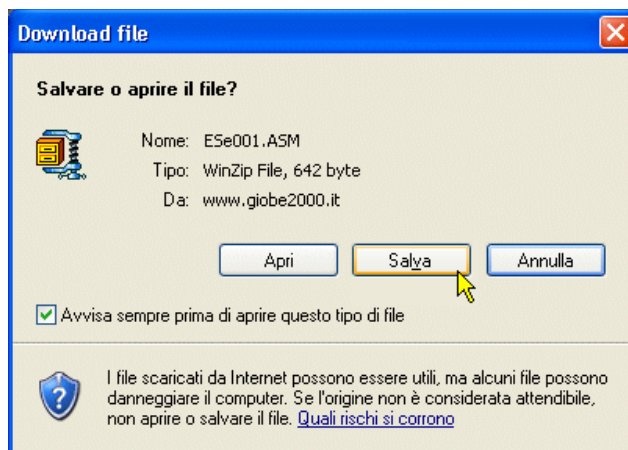 Download file
Salvare o aprire il file?
Nome: ESe001.ASM
Tipo: WinZip File, 642 byte
Da: www.giobe2000.it
Apri Salva Annulla
Avvisa sempre prima di aprire questo tipo di file
I file scaricati da Internet possono essere utili, ma alcuni file possono
danneggiare il computer. Se l'origine non è considerata attendibile,
non aprire o salvare il file. Quali rischi si corrono